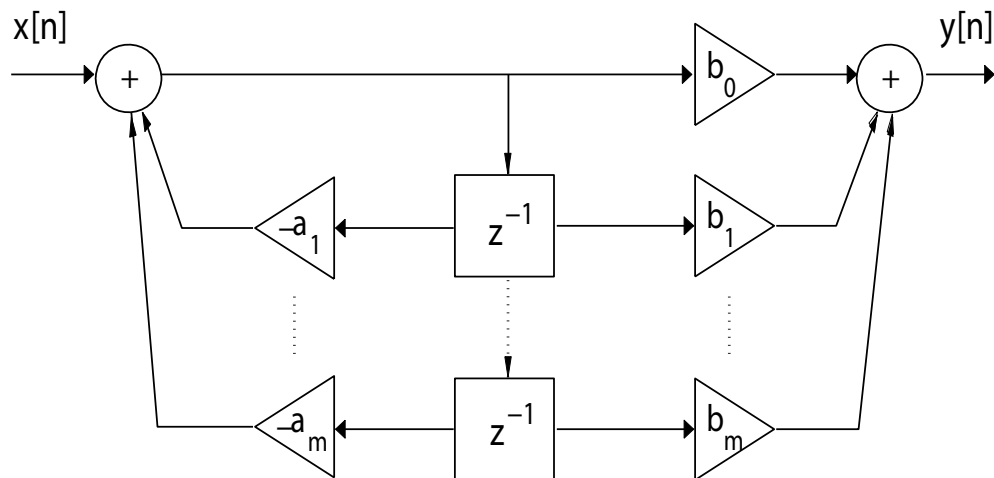 x[n]
y[n]
+
b₀
+
−a₁
z⁻¹
b₁
−aₘ
z⁻¹
bₘ